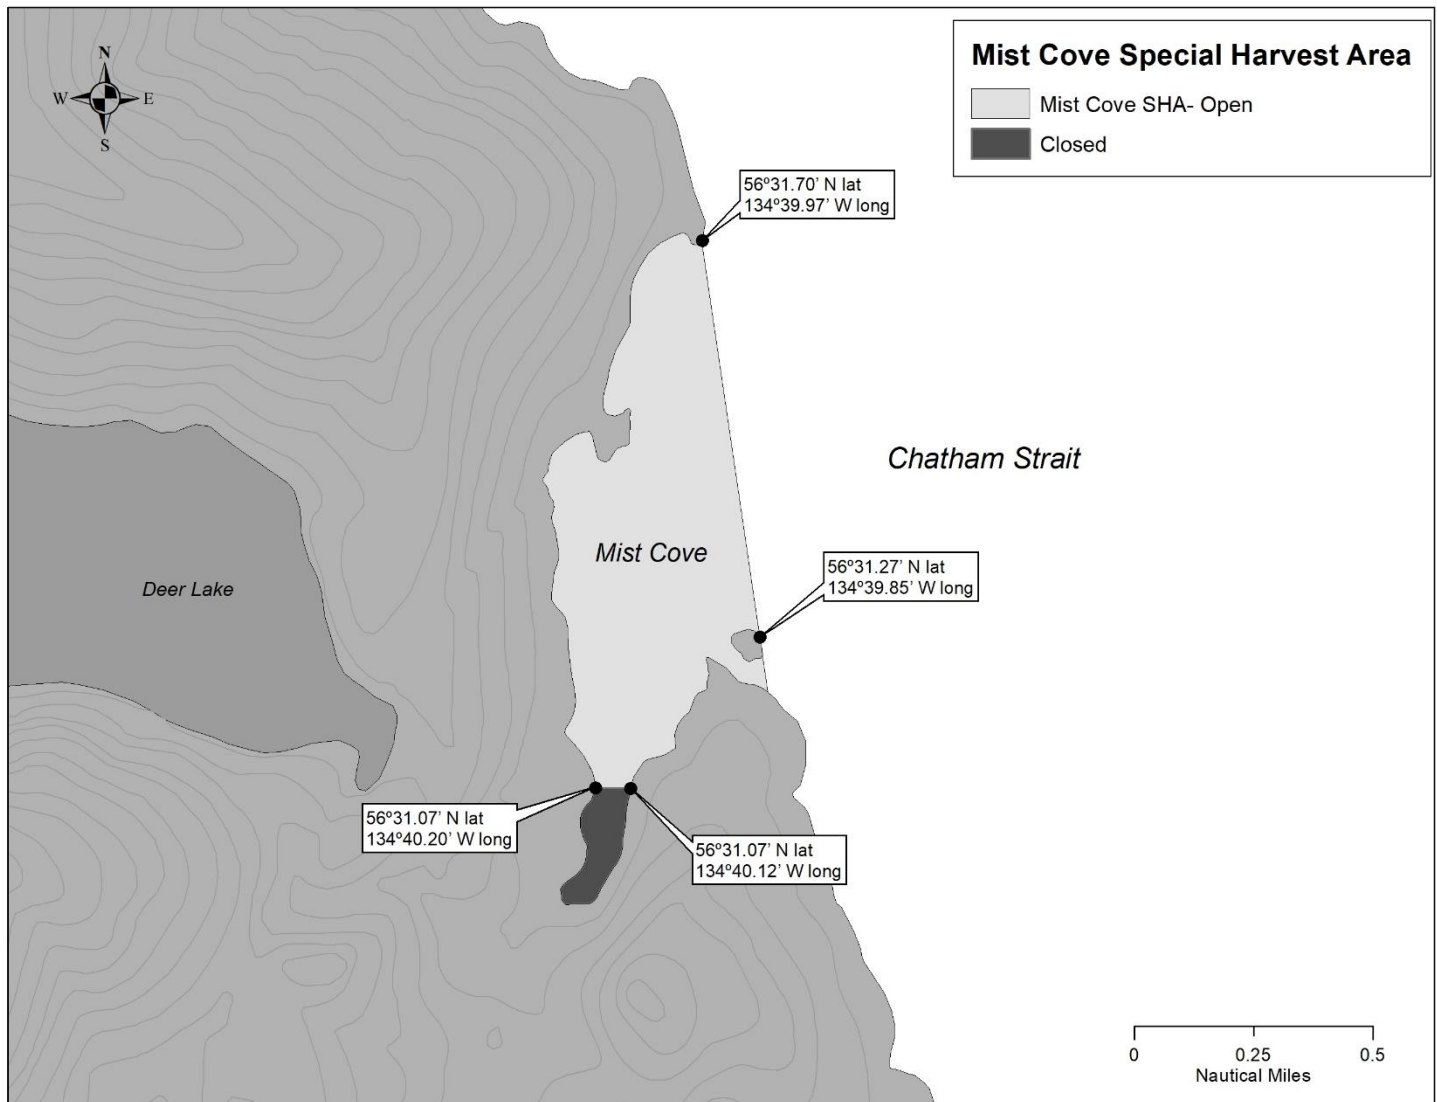 Mist Cove Special Harvest Area
Mist Cove SHA- Open
Closed
N
W
E
S
56º31.70' N lat
134º39.97' W long
Chatham Strait
Mist Cove
56º31.27' N lat
134º39.85' W long
Deer Lake
56º31.07' N lat
134º40.20' W long
56º31.07' N lat
134º40.12' W long
0
0.25
0.5
Nautical Miles